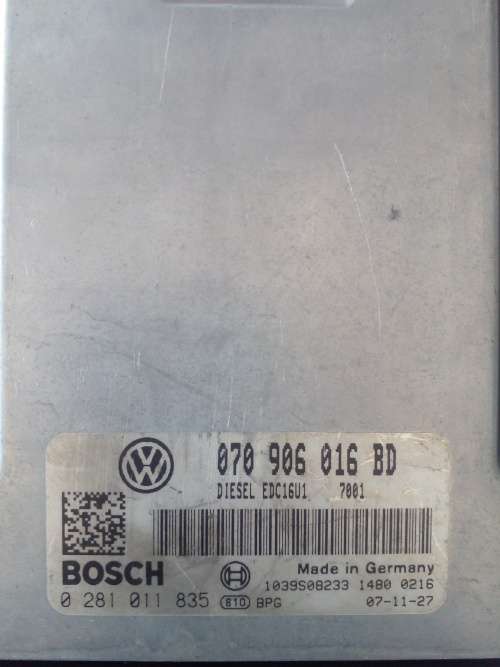 070 906 016 BD
DIESEL EDC16U1 7001
BOSCH
Made in Germany
1039S08233 1480 0216
0 281 011 835 810 BPG 07-11-27